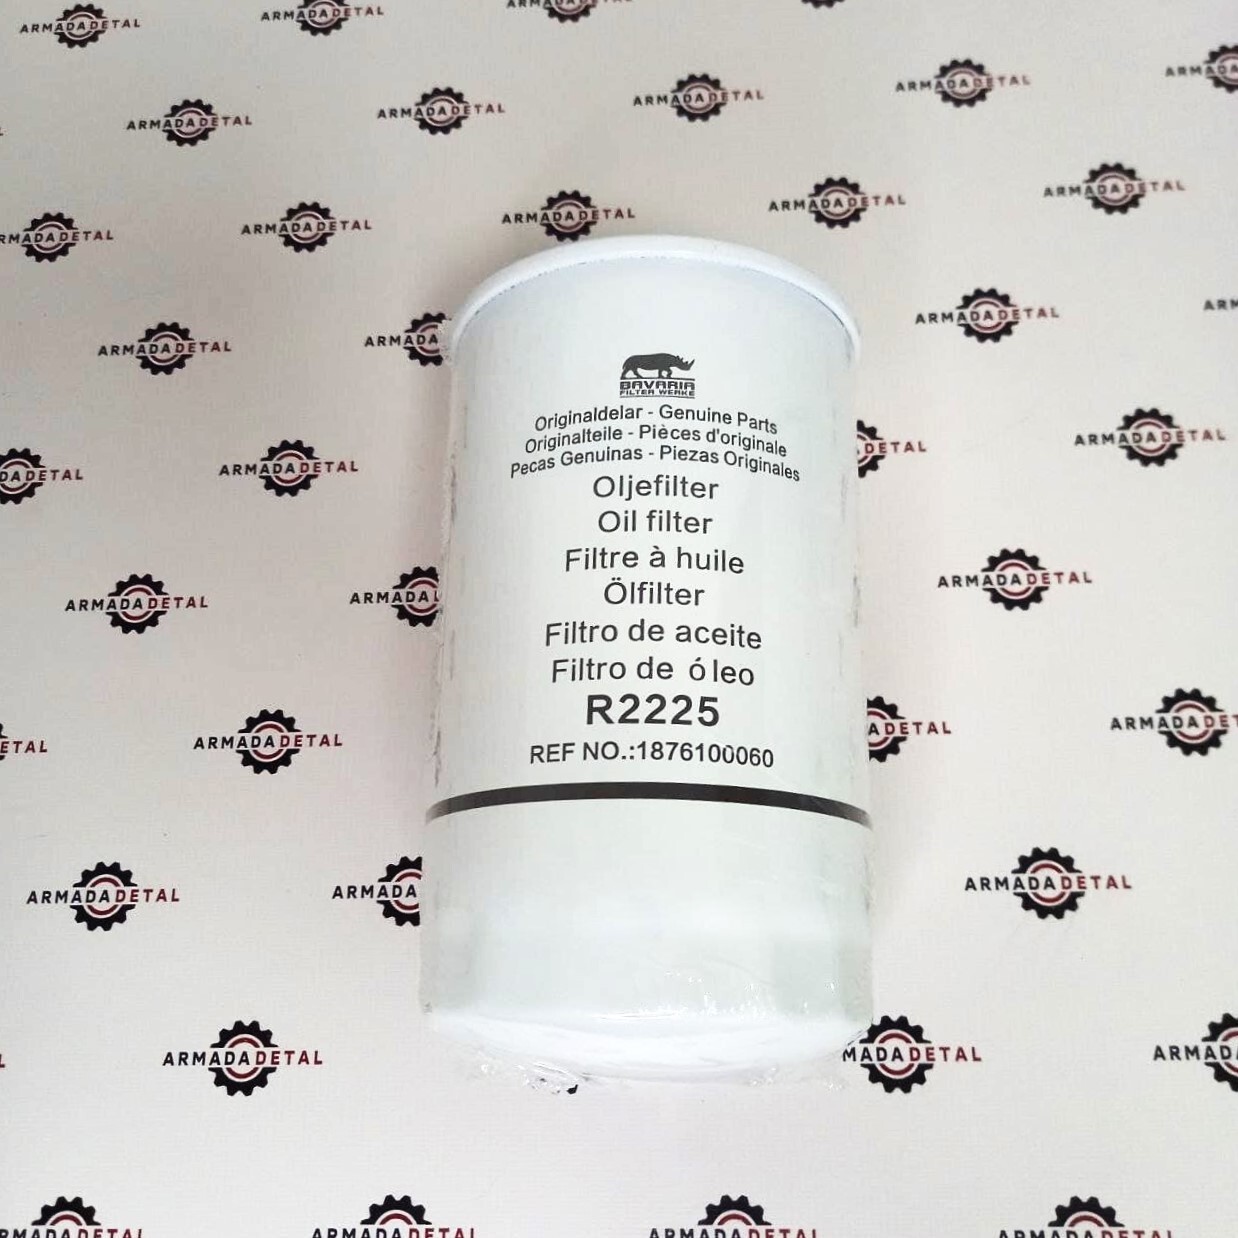 BAVARIA
FILTER WERKE
Originaldelar - Genuine Parts
Originalteile - Pièces d'originale
Pecas Genuinas - Piezas Originales
Oljefilter
Oil filter
Filtre à huile
Ölfilter
Filtro de aceite
Filtro de óleo
R2225
REF NO.:1876100060
ARMADADETAL